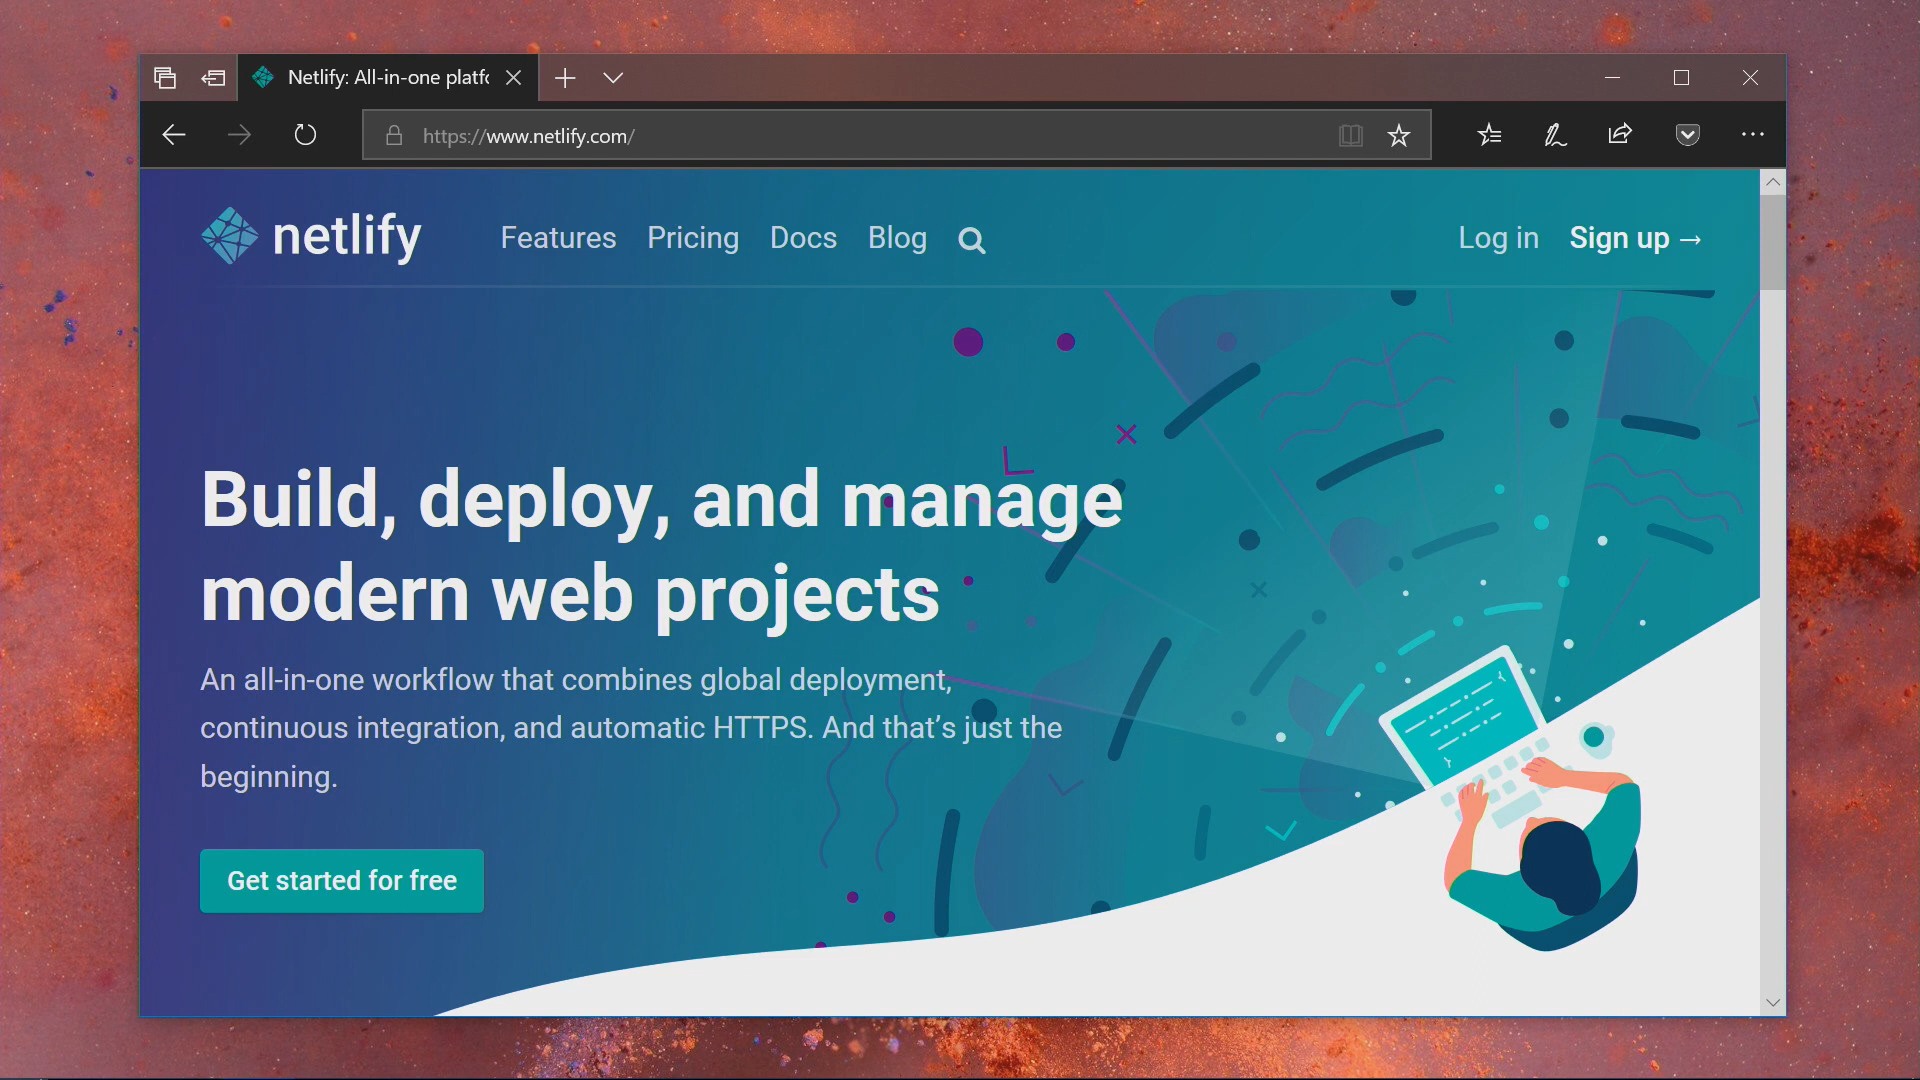 Netlify: All-in-one platfo
https://www.netlify.com/
netlify
Features
Pricing
Docs
Blog
Log in
Sign up →
Build, deploy, and manage
modern web projects
An all-in-one workflow that combines global deployment,
continuous integration, and automatic HTTPS. And that’s just the
beginning.
Get started for free